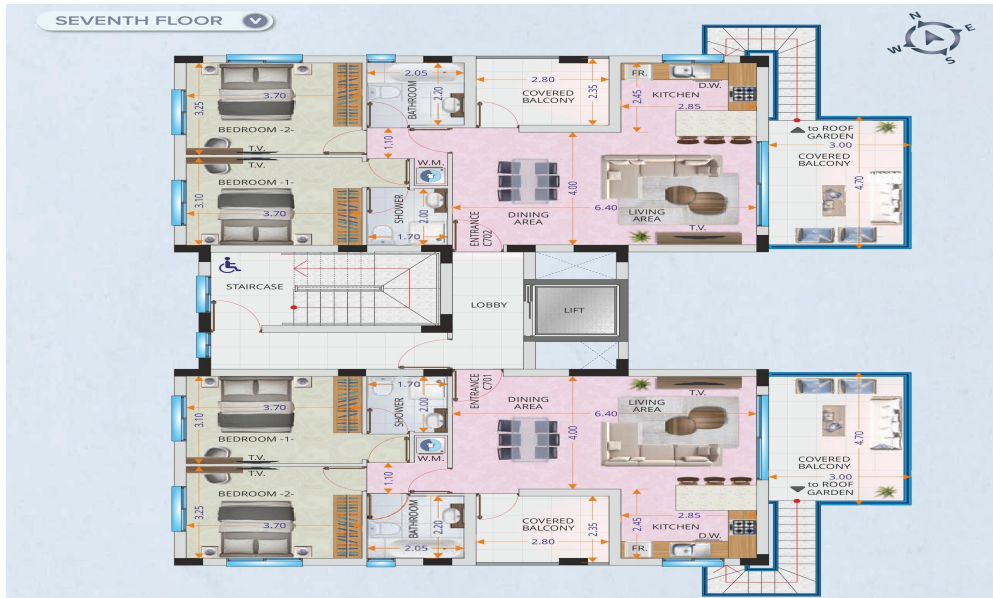 SEVENTH FLOOR
N
E
W
S
2.05
2.80
FR.
D.W.
KITCHEN
2.85
2.45
3.70
3.25
BATHROOM
2.20
COVERED
BALCONY
2.35
BEDROOM -2-
T.V.
1.10
to ROOF
GARDEN
3.00
COVERED
BALCONY
4.70
T.V.
W.M.
BEDROOM -1-
3.10
3.70
SHOWER
2.00
1.70
4.00
6.40
DINING
AREA
LIVING
AREA
T.V.
ENTRANCE
C702
STAIRCASE
LOBBY
LIFT
ENTRANCE
C701
1.70
SHOWER
2.00
3.10
3.70
BEDROOM -1-
T.V.
W.M.
DINING
AREA
4.00
6.40
LIVING
AREA
T.V.
4.70
COVERED
BALCONY
3.00
to ROOF
GARDEN
T.V.
BEDROOM -2-
1.10
3.25
3.70
BATHROOM
2.20
2.05
COVERED
BALCONY
2.80
2.35
2.45
2.85
KITCHEN
D.W.
FR.